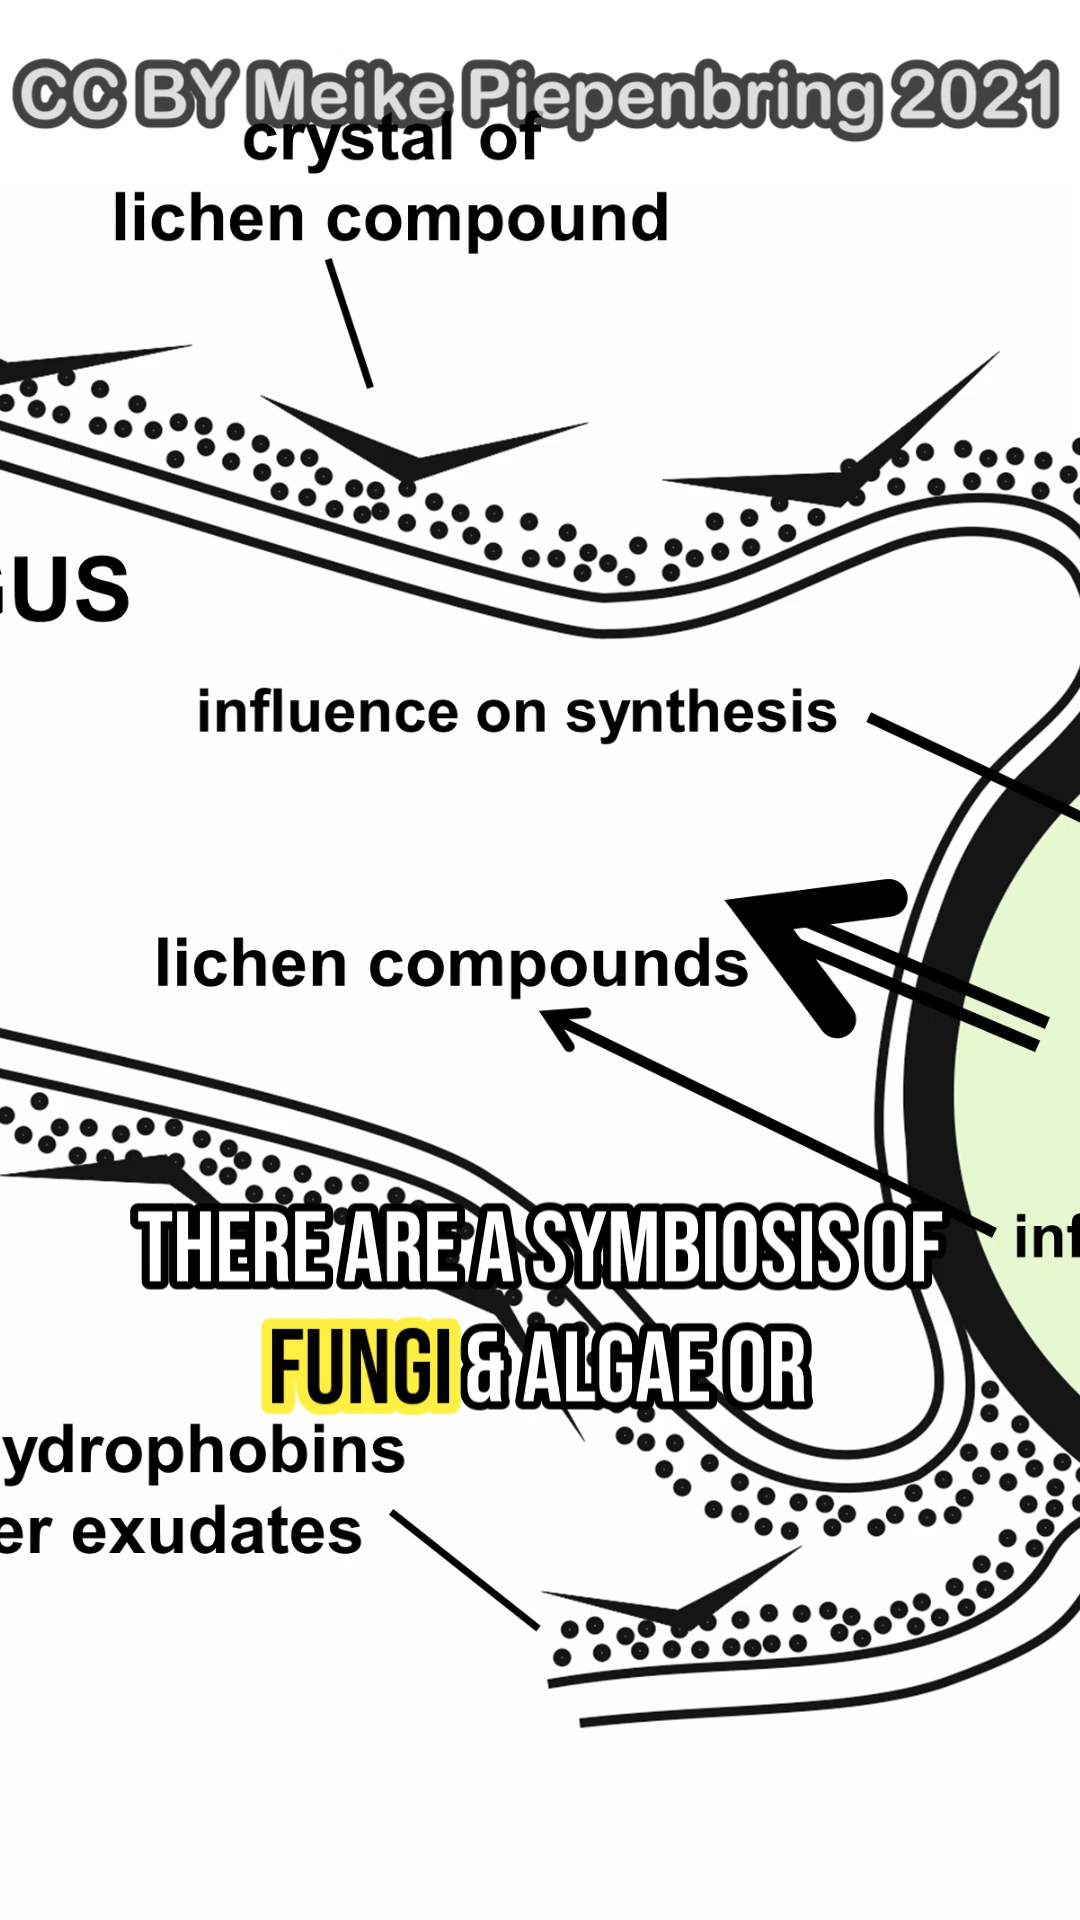 CC BY Meike Piepenbring 2021
crystal of
lichen compound
GUS
influence on synthesis
lichen compounds
inf
THERE ARE A SYMBIOSIS OF
FUNGI & ALGAE OR
ydrophobins
er exudates